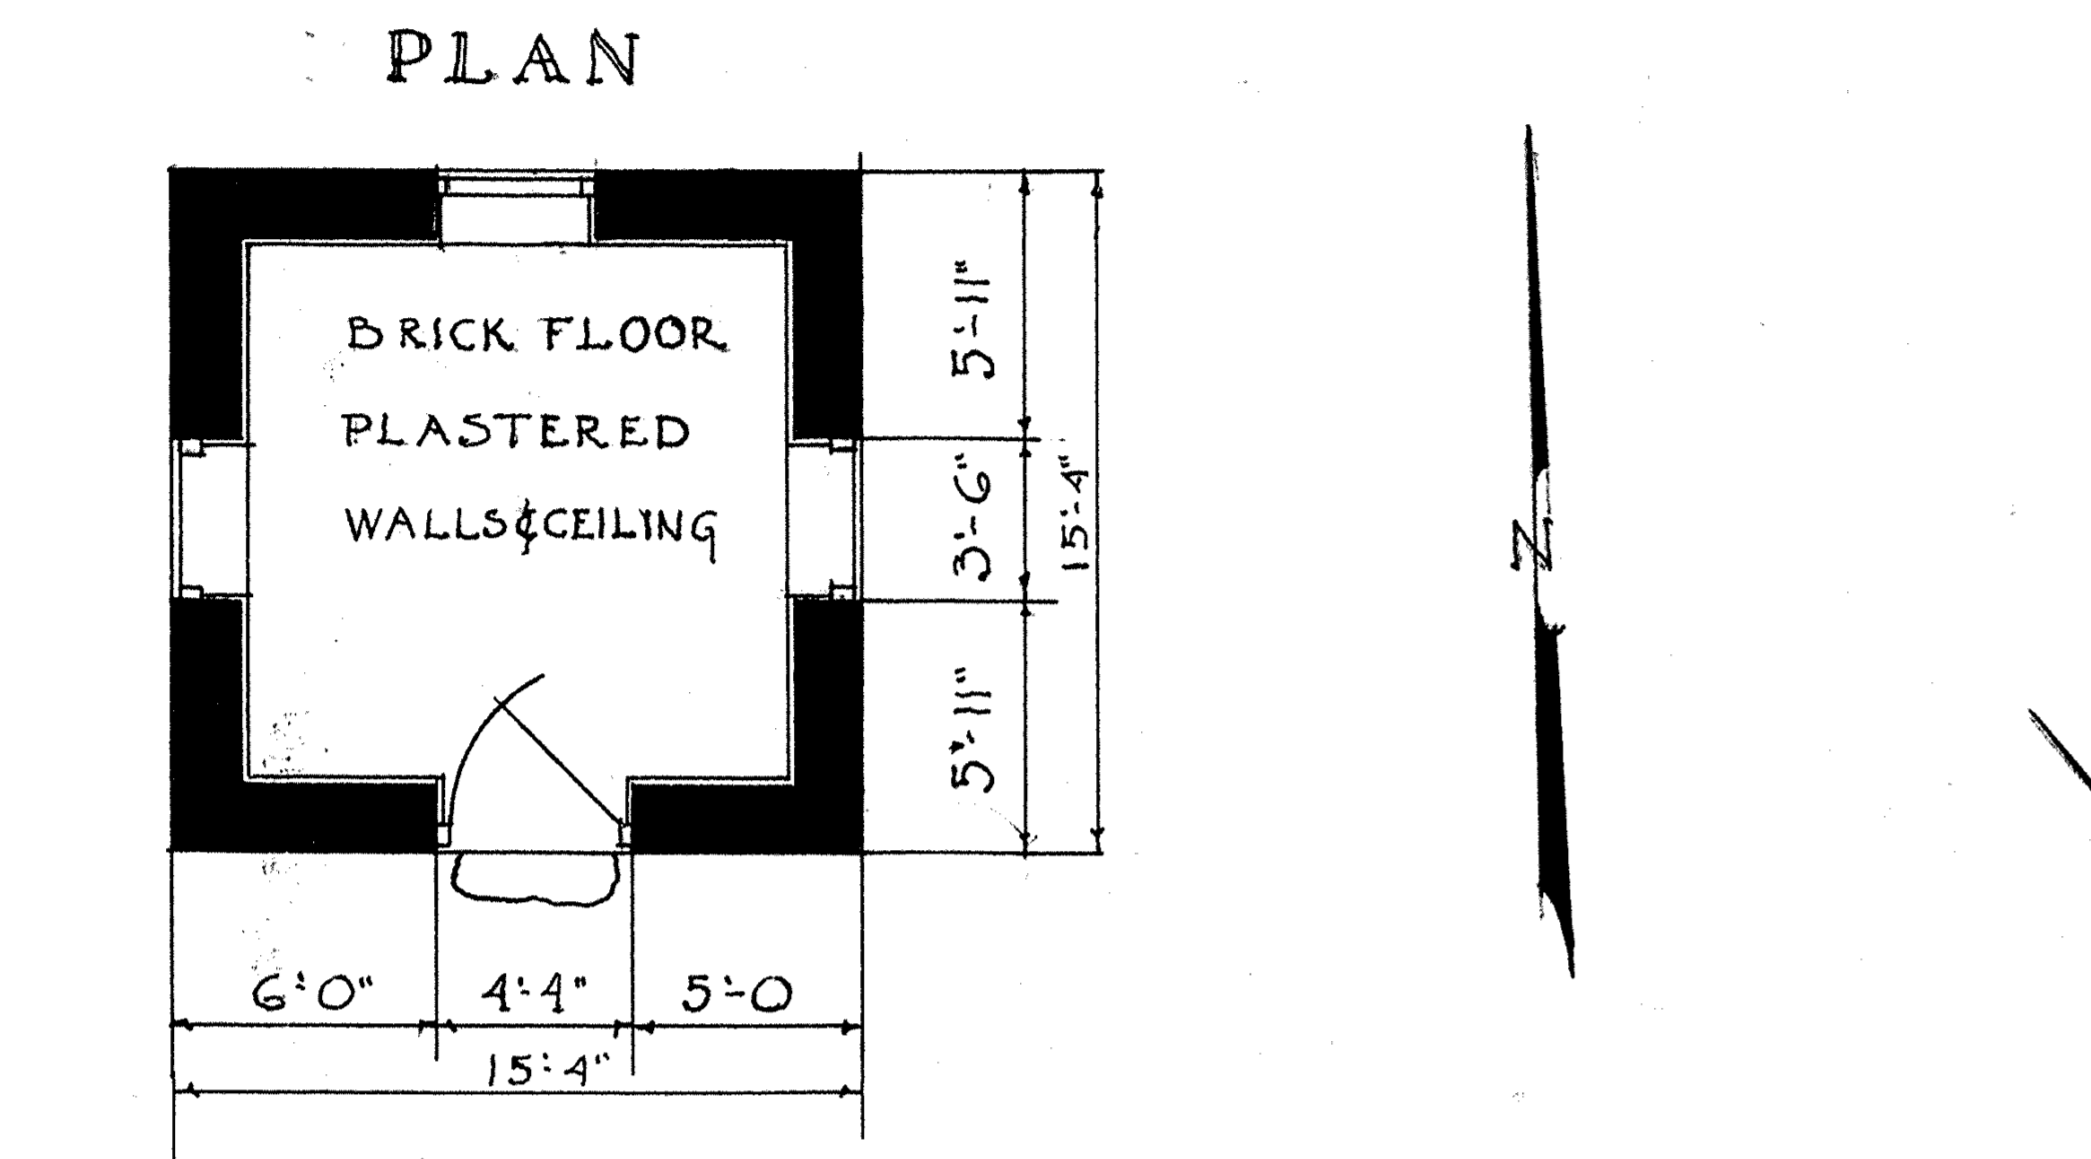 PLAN
BRICK FLOOR
PLASTERED
WALLS & CEILING
5'-11"
3'-6"
15'-4"
5'-11"
N
6'-0"
4'-4"
5'-0
15'-4"